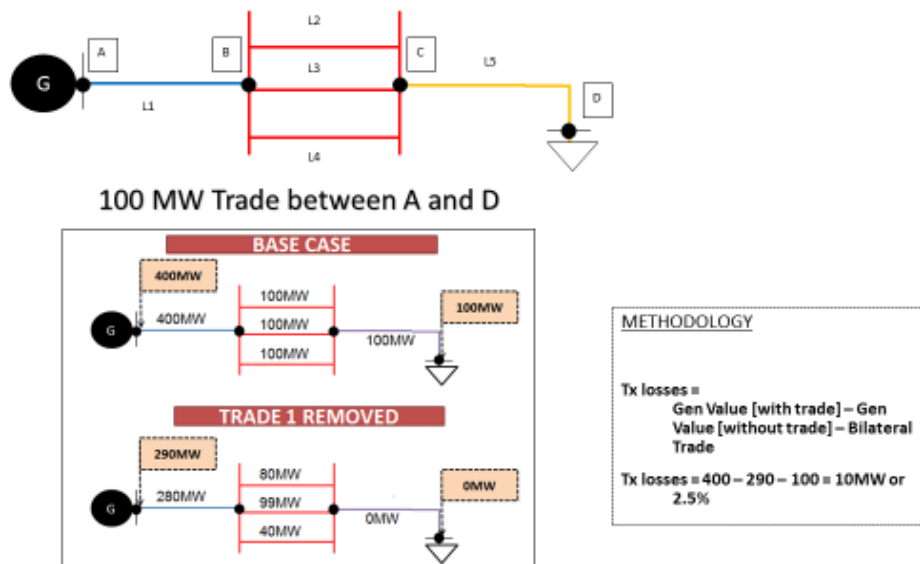 L2
A
B
C
L3
L5
G
D
L1
L4
100 MW Trade between A and D
BASE CASE
400MW
100MW
100MW
400MW
100MW
G
100MW
100MW
TRADE 1 REMOVED
290MW
80MW
0MW
280MW
99MW
G
0MW
40MW
METHODOLOGY
Tx losses =
Gen Value [with trade] – Gen
Value [without trade] – Bilateral
Trade
Tx losses = 400 – 290 – 100 = 10MW or
2.5%